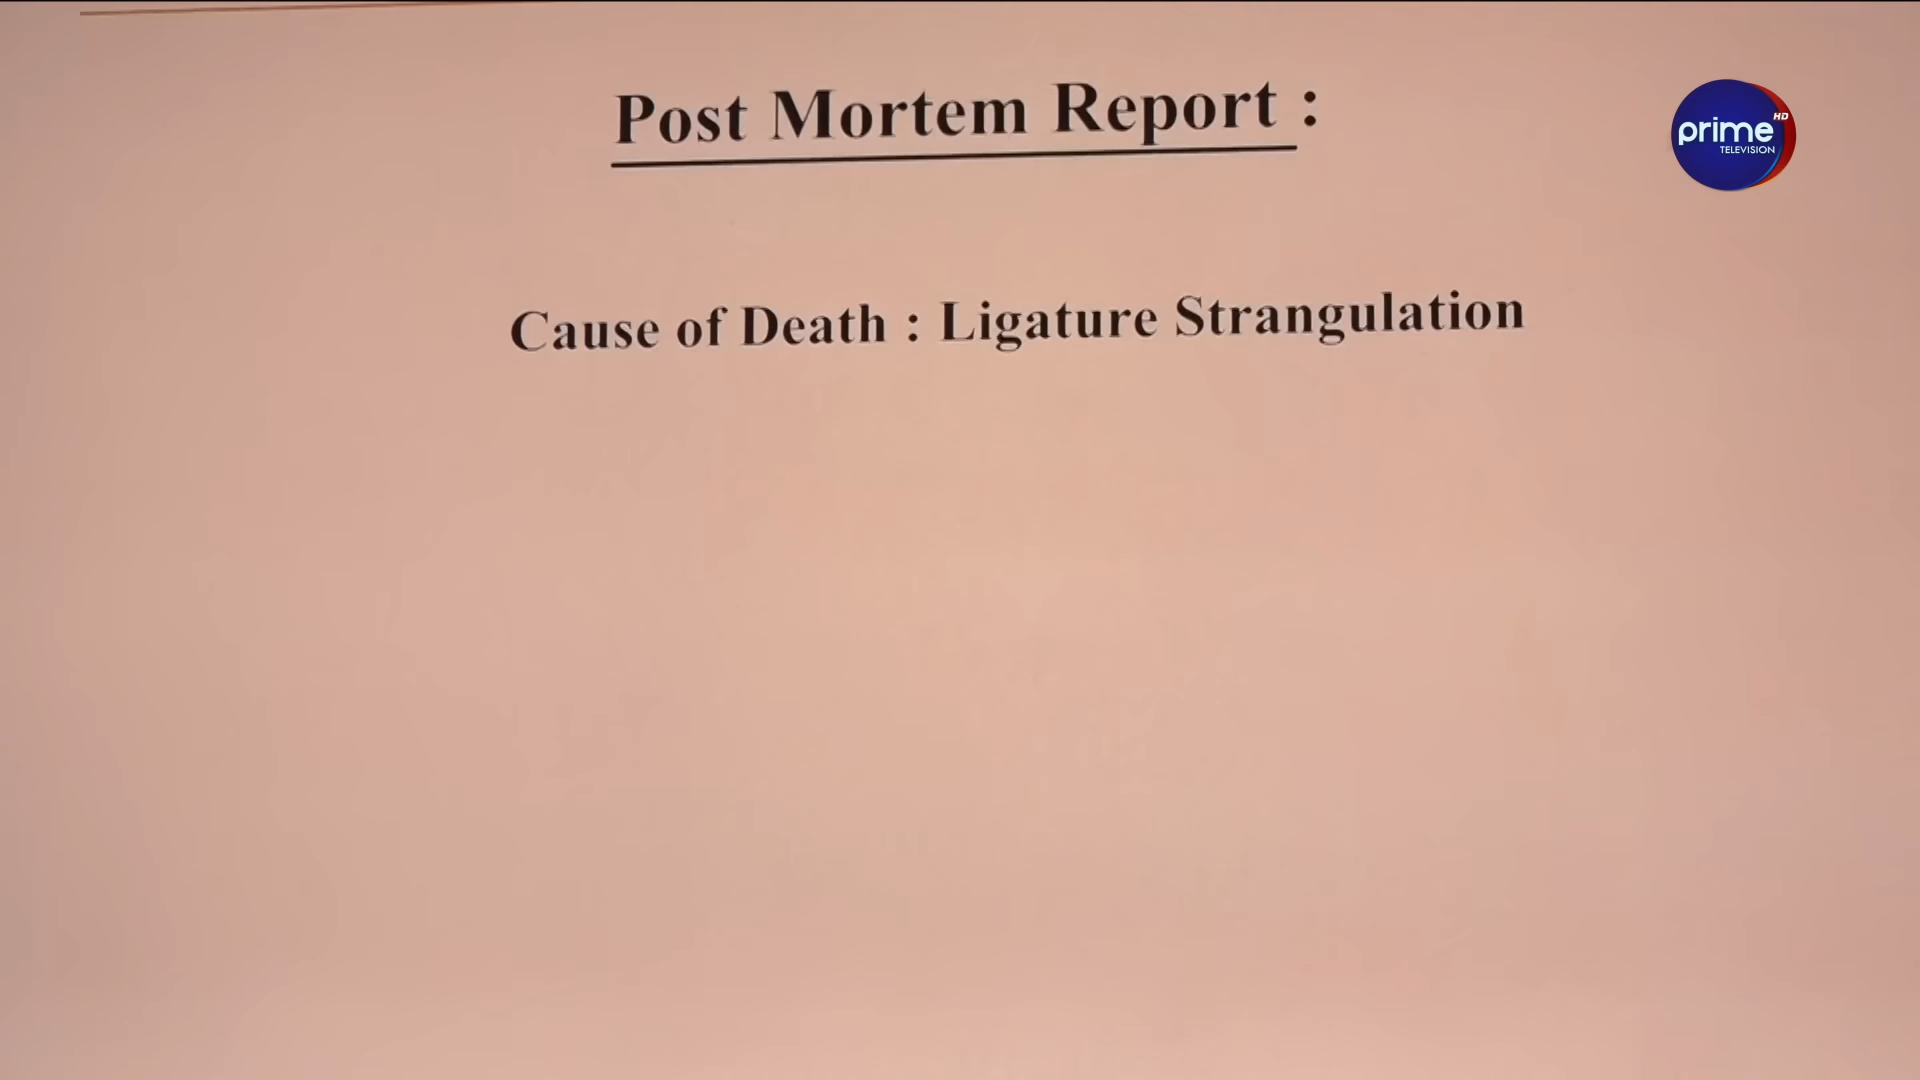 Post Mortem Report :
prime
HD
TELEVISION
Cause of Death : Ligature Strangulation